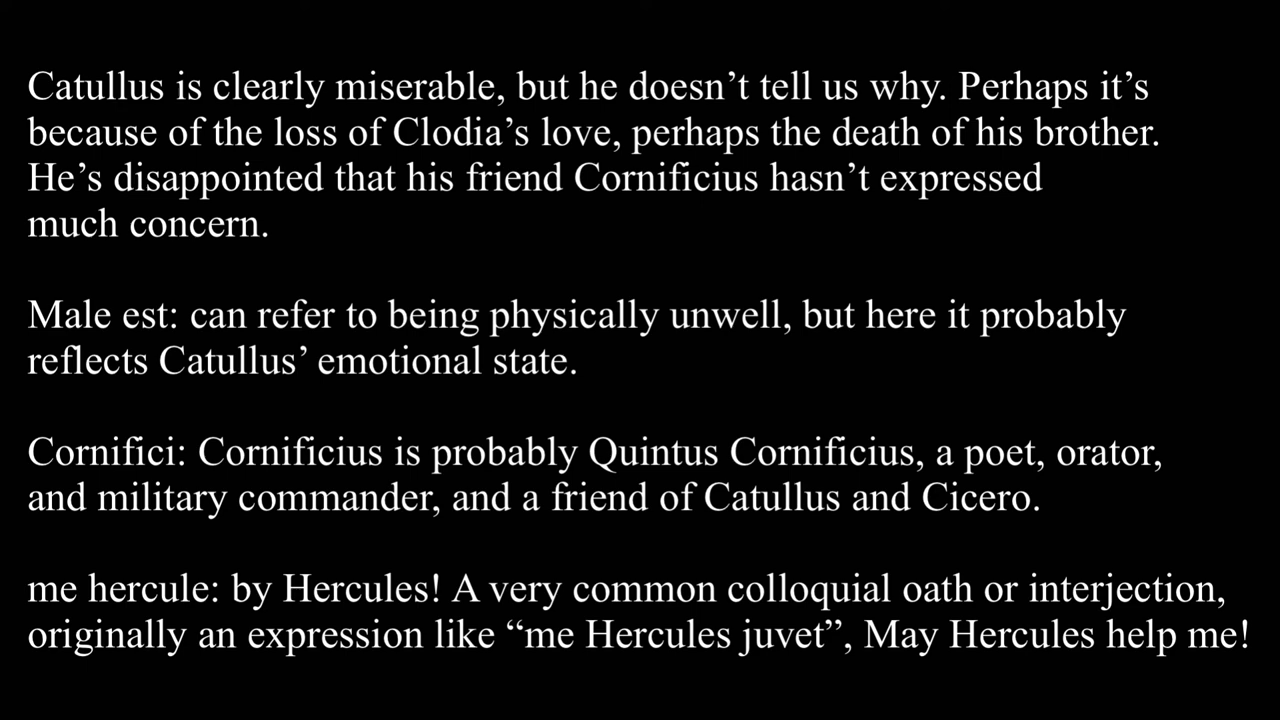 Catullus is clearly miserable, but he doesn’t tell us why. Perhaps it’s
because of the loss of Clodia’s love, perhaps the death of his brother.
He’s disappointed that his friend Cornificius hasn’t expressed
much concern.
Male est: can refer to being physically unwell, but here it probably
reflects Catullus’ emotional state.
Cornifici: Cornificius is probably Quintus Cornificius, a poet, orator,
and military commander, and a friend of Catullus and Cicero.
me hercule: by Hercules! A very common colloquial oath or interjection,
originally an expression like “me Hercules juvet”, May Hercules help me!